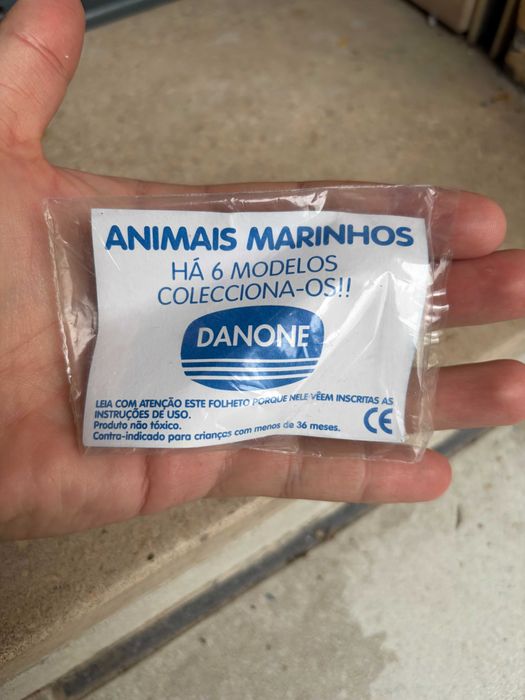 ANIMAIS MARINHOS
HÁ 6 MODELOS
COLECCIONA-OS!!
DANONE
LEIA COM ATENÇÃO ESTE FOLHETO PORQUE NELE VÊEM INSCRITAS AS
INSTRUÇÕES DE USO.
Produto não tóxico.
Contra-indicado para crianças com menos de 36 meses.
CE